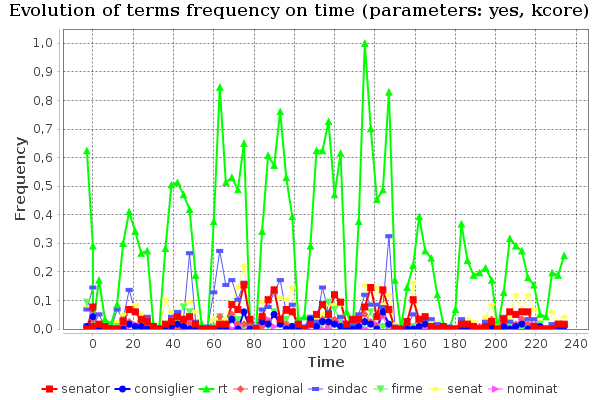 Evolution of terms frequency on time (parameters: yes, kcore)
1,0
0,9
0,8
0,7
0,6
0,5
0,4
0,3
0,2
0,1
0,0
Frequency
0 20 40 60 80 100 120 140 160 180 200 220 240
Time
senator consiglier rt regional sindac firme senat nominat